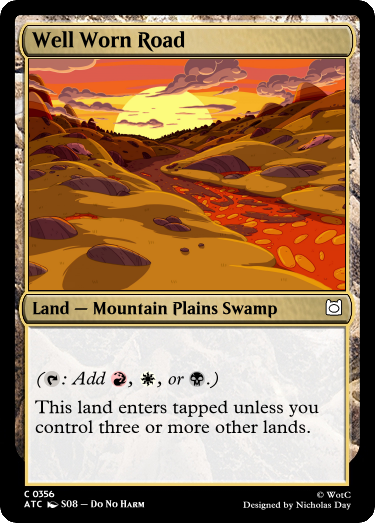 Well Worn Road
Land — Mountain Plains Swamp
(: Add , , or .)
This land enters tapped unless you
control three or more other lands.
C 0356
ATC S08 — Do No Harm
© WotC
Designed by Nicholas Day